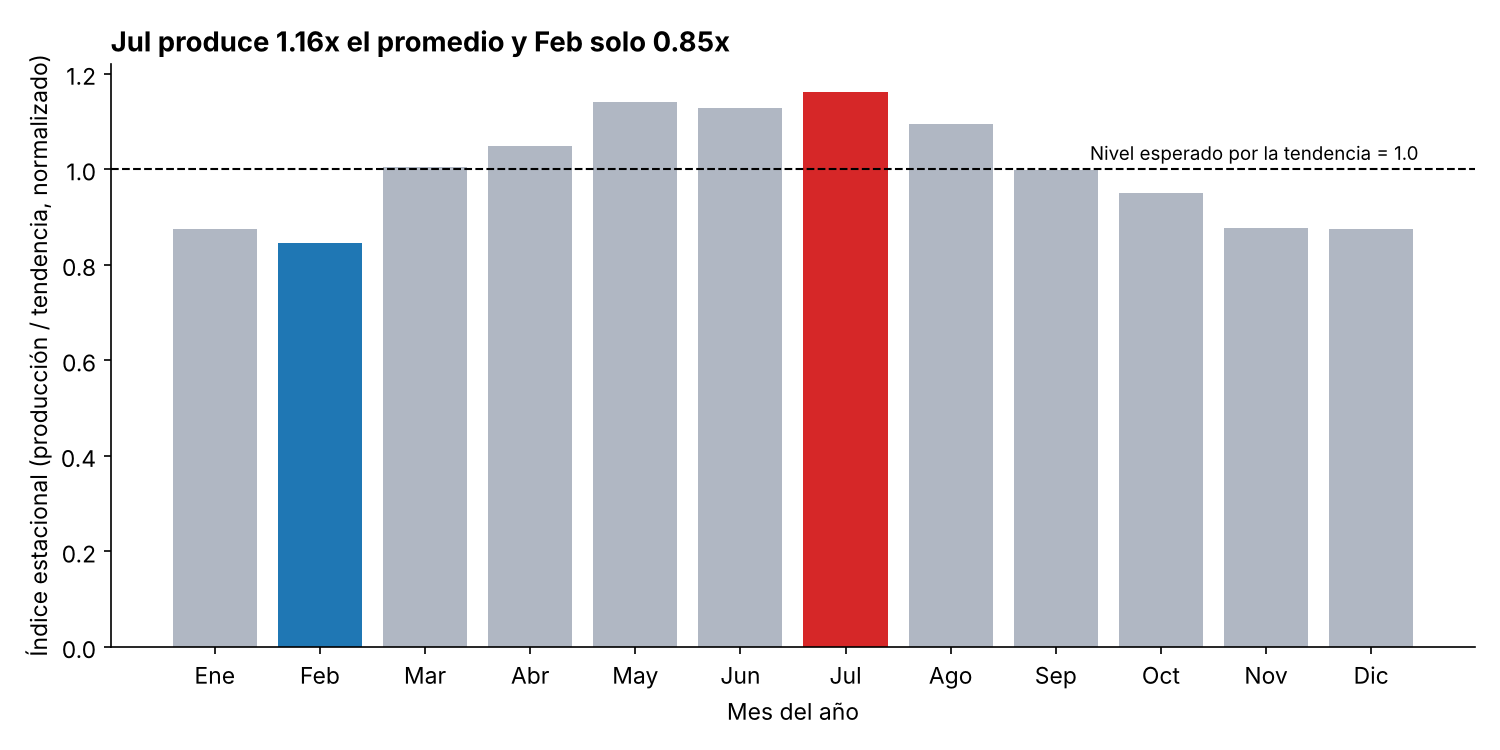 Jul produce 1.16x el promedio y Feb solo 0.85x
Índice estacional (producción / tendencia, normalizado)
1.2
1.0
0.8
0.6
0.4
0.2
0.0
Nivel esperado por la tendencia = 1.0
Ene Feb Mar Abr May Jun Jul Ago Sep Oct Nov Dic
Mes del año